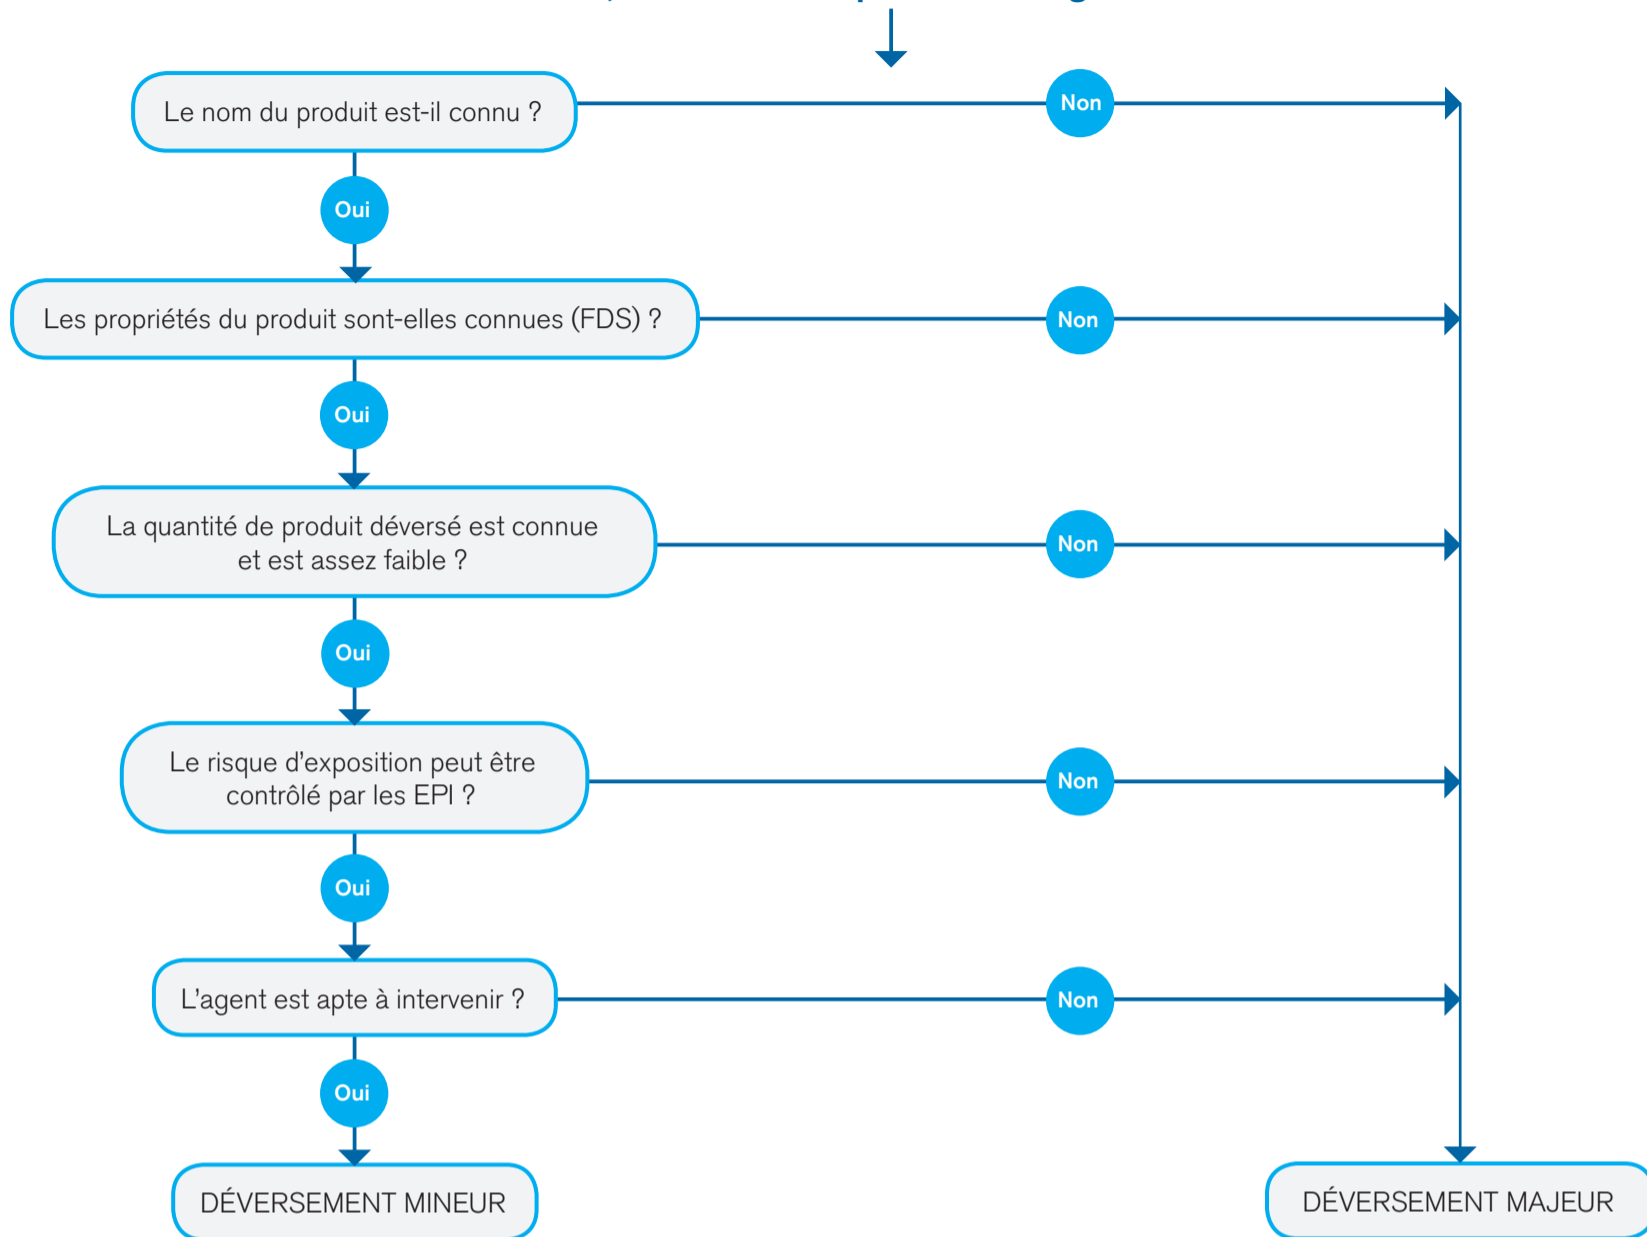 Le nom du produit est-il connu ?
Non
Oui
Les propriétés du produit sont-elles connues (FDS) ?
Non
Oui
La quantité de produit déversé est connue
et est assez faible ?
Non
Oui
Le risque d'exposition peut être
contrôlé par les EPI ?
Non
Oui
L'agent est apte à intervenir ?
Non
Oui
DÉVERSEMENT MINEUR
DÉVERSEMENT MAJEUR